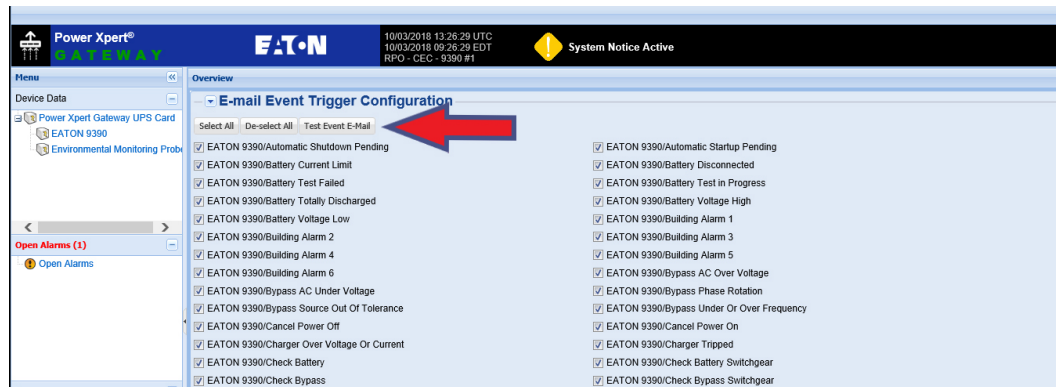 Power Xpert®
GATEWAY
EATON
10/03/2018 13:26:29 UTC
10/03/2018 09:26:29 EDT
RPO - CEC - 9390 #1
System Notice Active
Menu
Device Data
Power Xpert Gateway UPS Card
EATON 9390
Environmental Monitoring Probe
Open Alarms (1)
Open Alarms
Overview
E-mail Event Trigger Configuration
Select All De-select All Test Event E-Mail
EATON 9390/Automatic Shutdown Pending EATON 9390/Automatic Startup Pending
EATON 9390/Battery Current Limit EATON 9390/Battery Disconnected
EATON 9390/Battery Test Failed EATON 9390/Battery Test in Progress
EATON 9390/Battery Totally Discharged EATON 9390/Battery Voltage High
EATON 9390/Battery Voltage Low EATON 9390/Building Alarm 1
EATON 9390/Building Alarm 2 EATON 9390/Building Alarm 3
EATON 9390/Building Alarm 4 EATON 9390/Building Alarm 5
EATON 9390/Building Alarm 6 EATON 9390/Bypass AC Over Voltage
EATON 9390/Bypass AC Under Voltage EATON 9390/Bypass Phase Rotation
EATON 9390/Bypass Source Out Of Tolerance EATON 9390/Bypass Under Or Over Frequency
EATON 9390/Cancel Power Off EATON 9390/Cancel Power On
EATON 9390/Charger Over Voltage Or Current EATON 9390/Charger Tripped
EATON 9390/Check Battery EATON 9390/Check Battery Switchgear
EATON 9390/Check Bypass EATON 9390/Check Bypass Switchgear